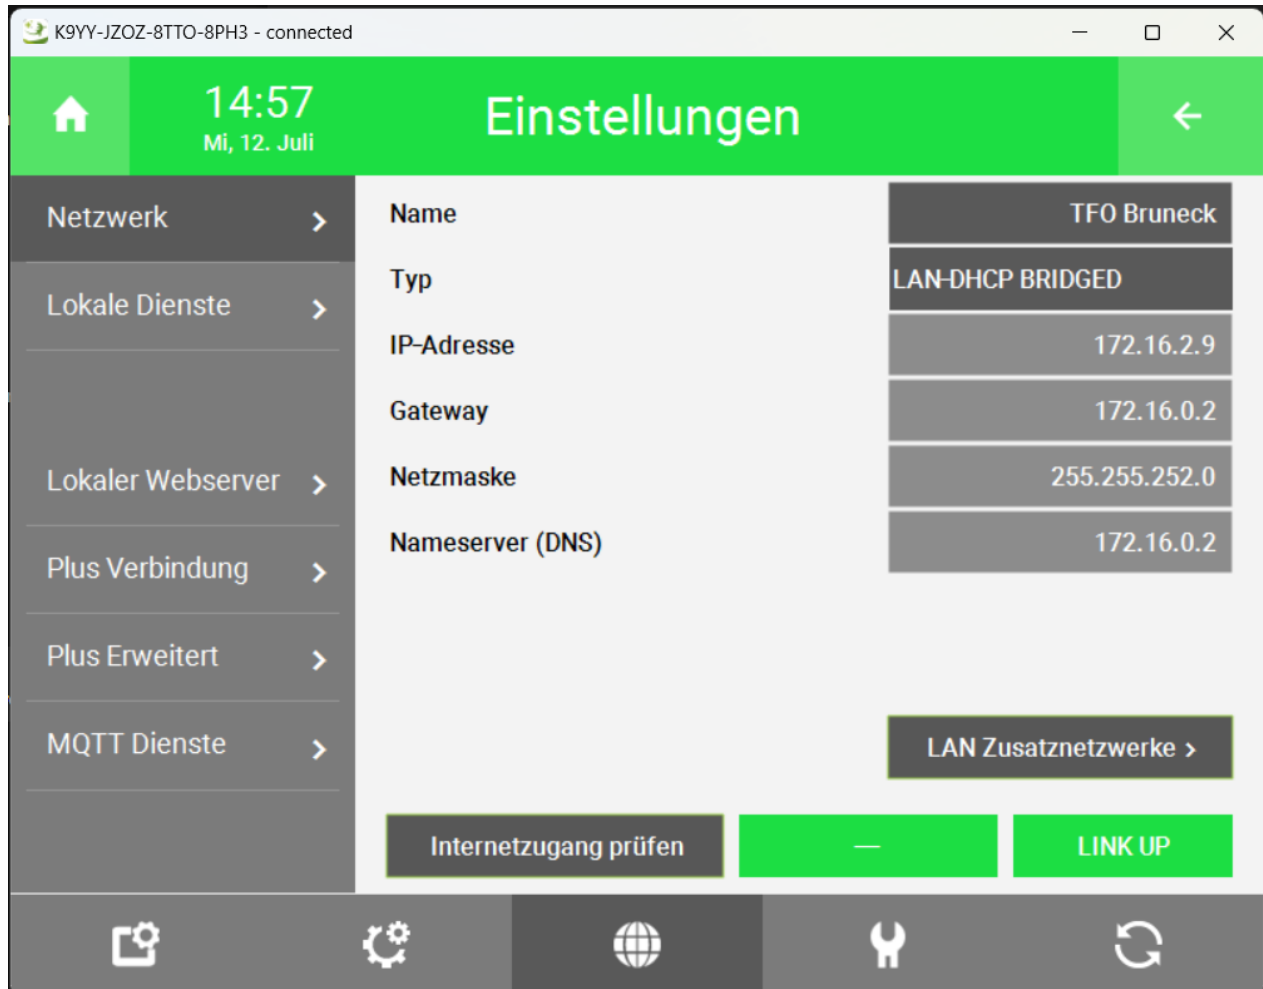 K9YY-JZOZ-8TTO-8PH3 - connected
14:57
Mi, 12. Juli
Einstellungen
Netzwerk
Lokale Dienste
Lokaler Webserver
Plus Verbindung
Plus Erweitert
MQTT Dienste
Name TFO Bruneck
Typ LAN-DHCP BRIDGED
IP-Adresse 172.16.2.9
Gateway 172.16.0.2
Netzmaske 255.255.252.0
Nameserver (DNS) 172.16.0.2
LAN Zusatznetzwerke >
Internetzugang prüfen — LINK UP